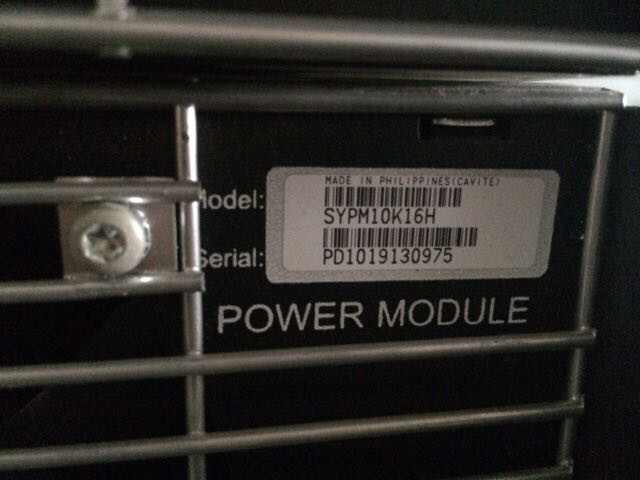 MADE IN PHILIPPINES(CAVITE)
Model:
SYPM10K16H
Serial:
PD1019130975
POWER MODULE